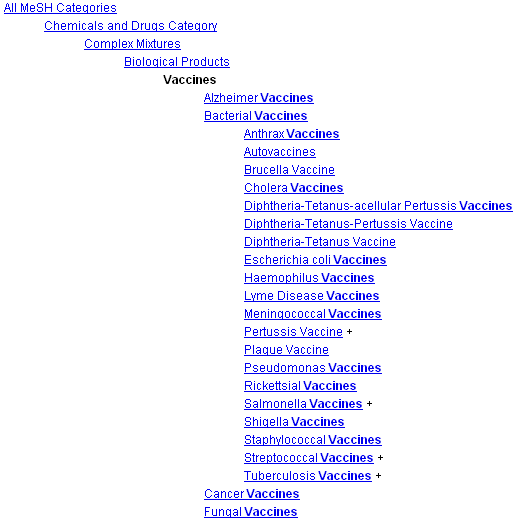 All MeSH Categories
Chemicals and Drugs Category
Complex Mixtures
Biological Products
Vaccines
Alzheimer Vaccines
Bacterial Vaccines
Anthrax Vaccines
Autovaccines
Brucella Vaccine
Cholera Vaccines
Diphtheria-Tetanus-acellular Pertussis Vaccines
Diphtheria-Tetanus-Pertussis Vaccine
Diphtheria-Tetanus Vaccine
Escherichia coli Vaccines
Haemophilus Vaccines
Lyme Disease Vaccines
Meningococcal Vaccines
Pertussis Vaccine +
Plague Vaccine
Pseudomonas Vaccines
Rickettsial Vaccines
Salmonella Vaccines +
Shigella Vaccines
Staphylococcal Vaccines
Streptococcal Vaccines +
Tuberculosis Vaccines +
Cancer Vaccines
Fungal Vaccines